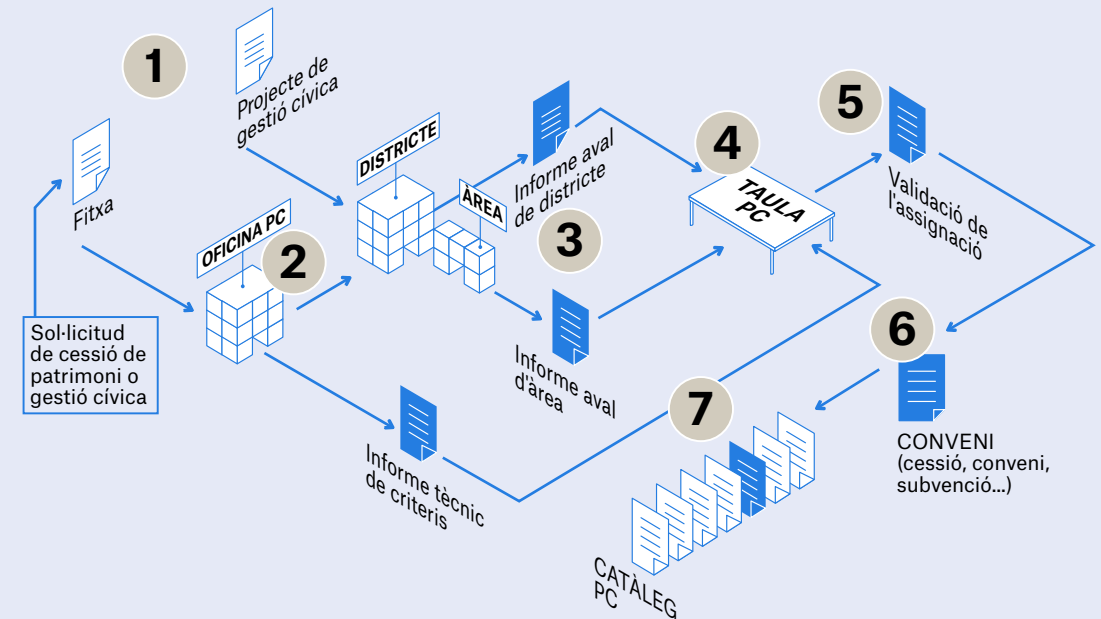 1
Projecte de
gestió cívica
Fitxa
Sol·licitud
de cessió de
patrimoni o
gestió cívica
OFICINA PC
2
DISTRICTE
ÀREA
Informe aval
de districte
3
Informe aval
d'àrea
Informe tècnic
de criteris
4
TAULA
PC
5
Validació de
l'assignació
6
CONVENI
(cessió, conveni,
subvenció...)
7
CATÀLEG
PC